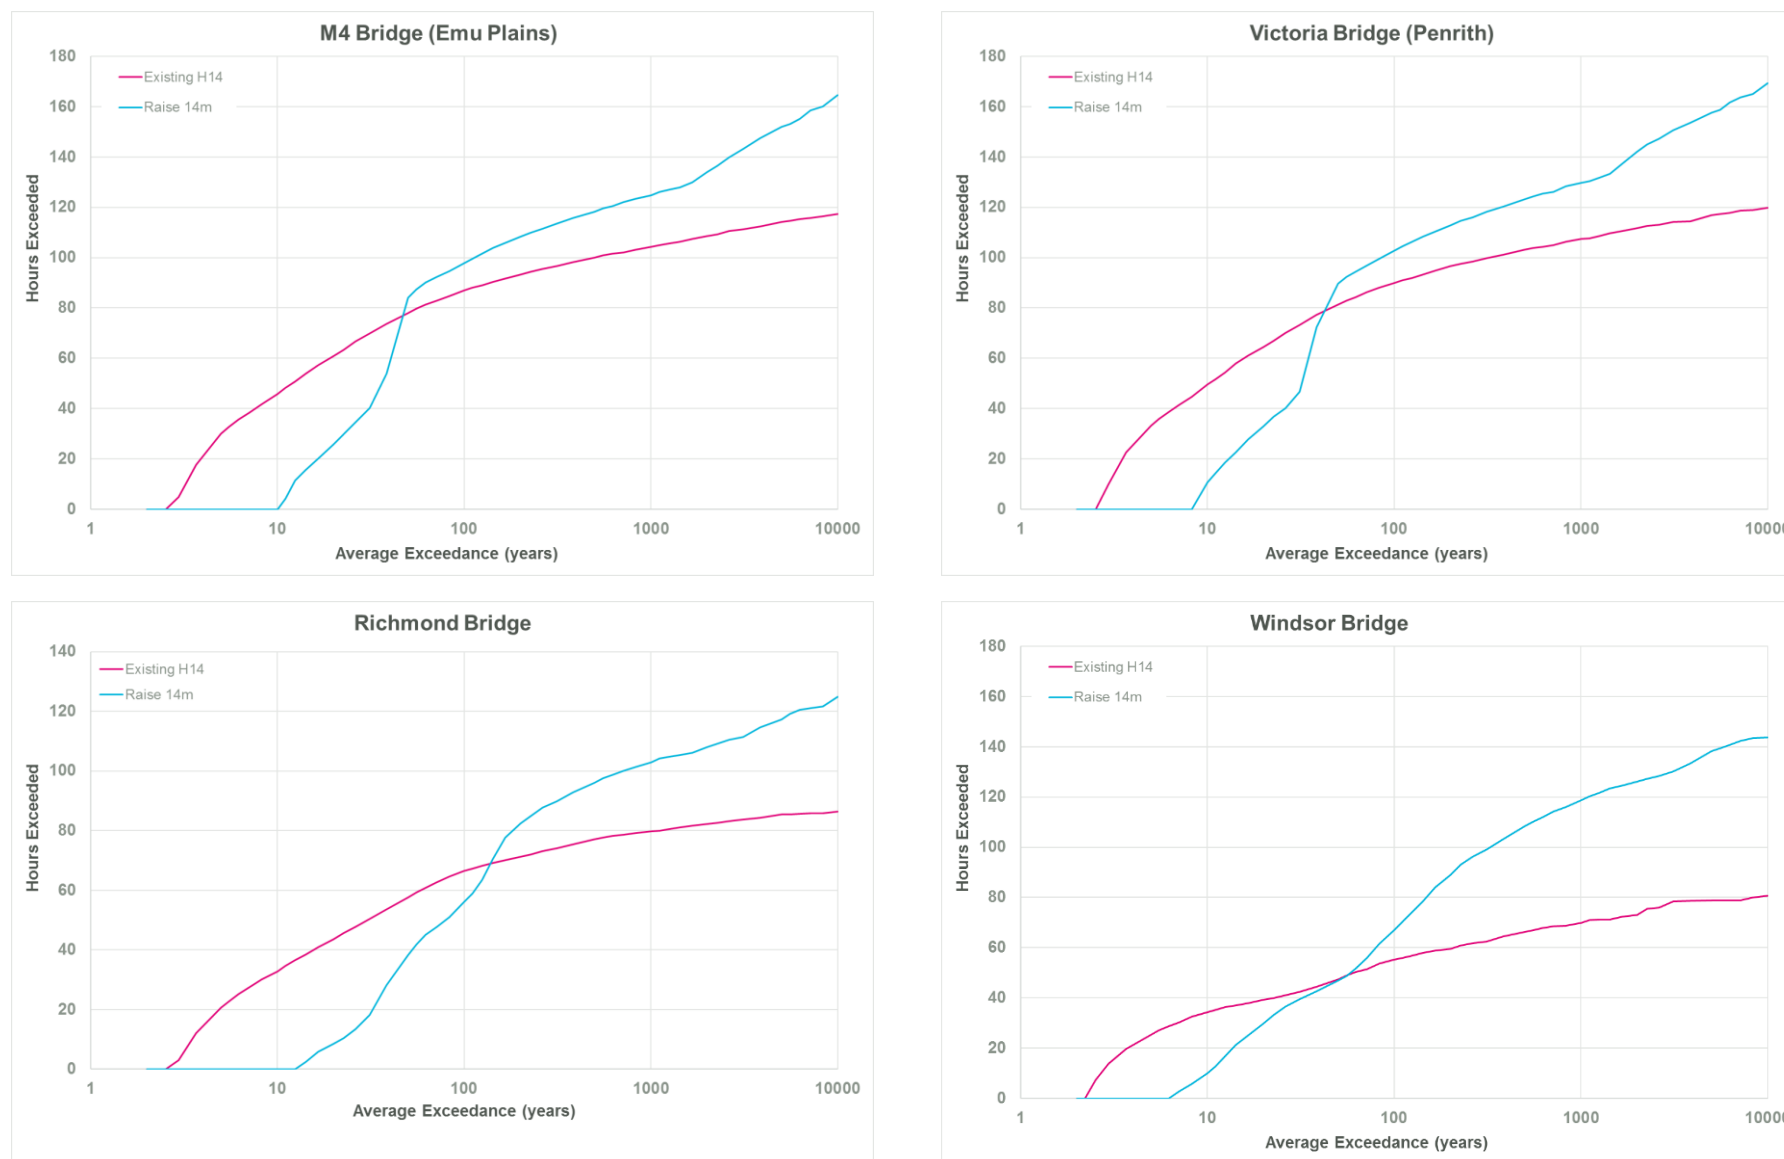 M4 Bridge (Emu Plains)
180
160
140
120
100
80
60
40
20
0
Hours Exceeded
Existing H14
Raise 14m
1
10
100
1000
10000
Average Exceedance (years)
Victoria Bridge (Penrith)
180
160
140
120
100
80
60
40
20
0
Hours Exceeded
Existing H14
Raise 14m
1
10
100
1000
1000
Average Exceedance (years)
Richmond Bridge
140
120
100
80
60
40
20
0
Hours Exceeded
Existing H14
Raise 14m
1
10
100
1000
10000
Average Exceedance (years)
Windsor Bridge
180
160
140
120
100
80
60
40
20
0
Hours Exceeded
Existing H14
Raise 14m
1
10
100
1000
1000
Average Exceedance (years)